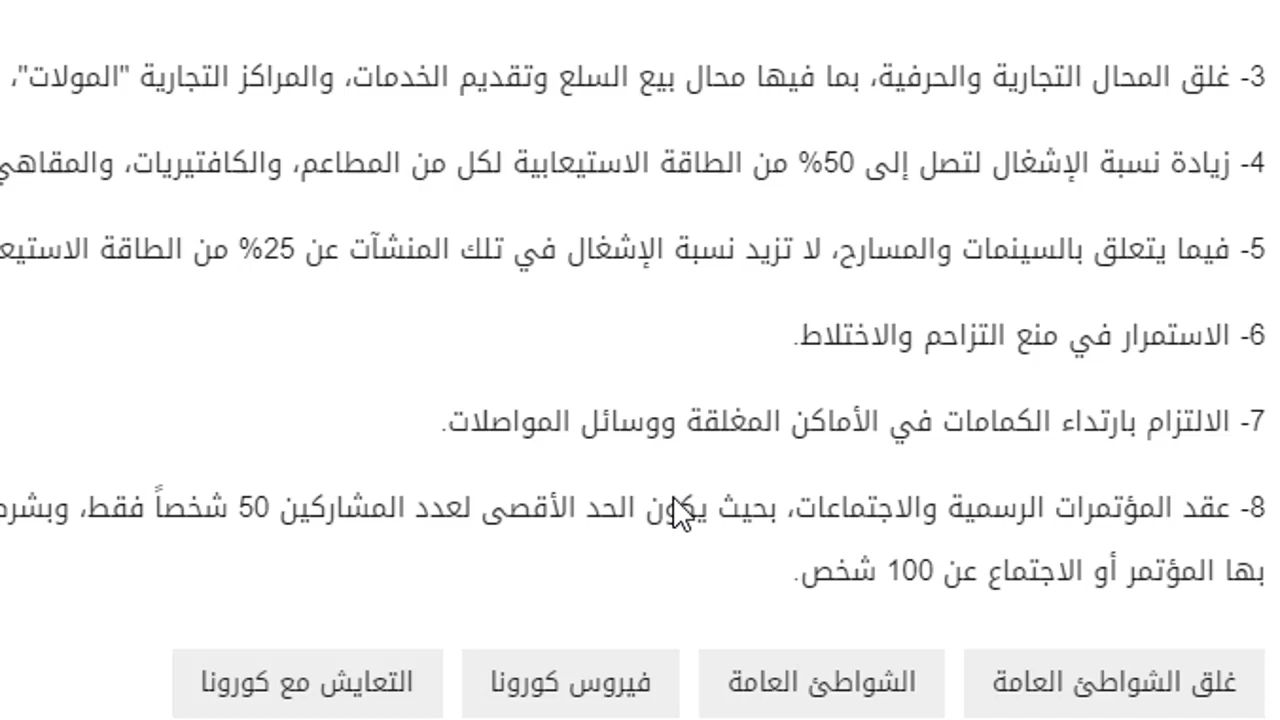 3- غلق المحال التجارية والحرفية، بما فيها محال بيع السلع وتقديم الخدمات، والمراكز التجارية "المولات"،
4- زيادة نسبة الإشغال لتصل إلى 50% من الطاقة الاستيعابية لكل من المطاعم، والكافتيريات، والمقاهي
5- فيما يتعلق بالسينمات والمسارح، لا تزيد نسبة الإشغال في تلك المنشآت عن 25% من الطاقة
6- الاستمرار في منع التزاحم والاختلاط.
7- الالتزام بارتداء الكمامات في الأماكن المغلقة ووسائل المواصلات.
8- عقد المؤتمرات الرسمية والاجتماعات، بحيث يكون الحد الأقصى لعدد المشاركين 50 شخصاً فقط،
بها المؤتمر أو الاجتماع عن 100 شخص.
غلق الشواطئ العامة الشواطئ العامة فيروس كورونا التعايش مع كورونا